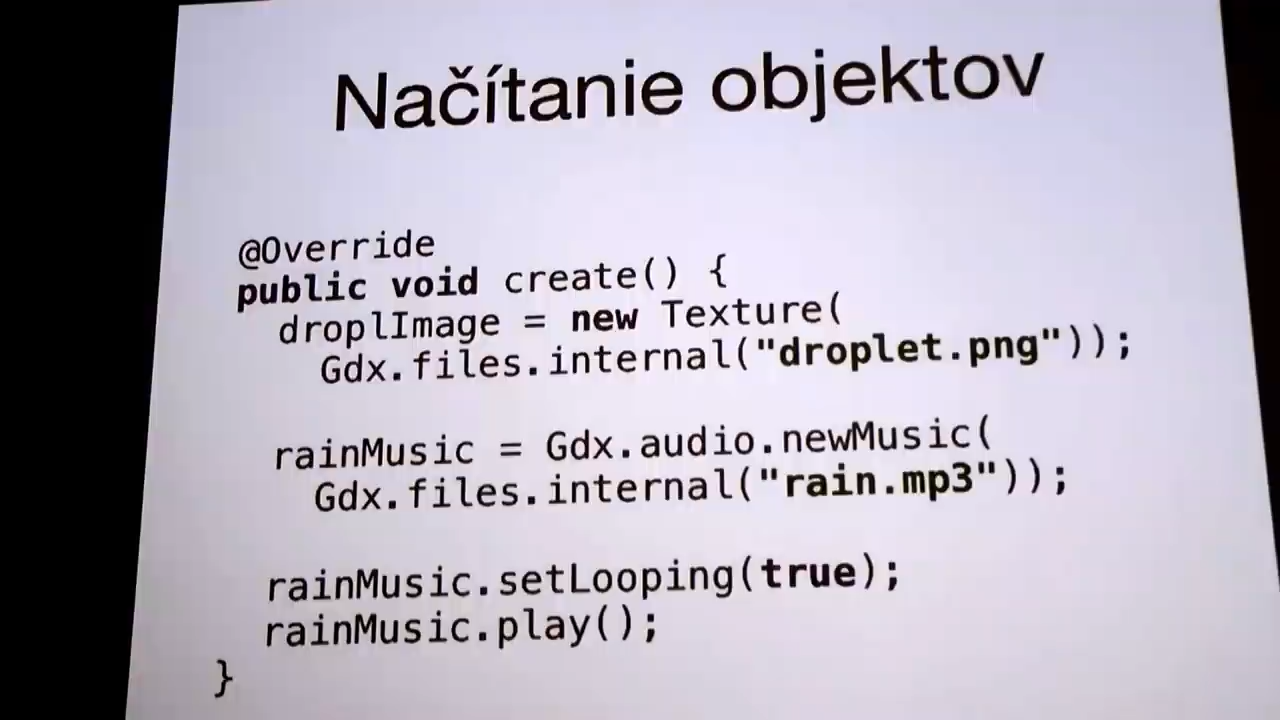 Načítanie objektov
@Override
public void create() {
droplImage = new Texture(
Gdx.files.internal("droplet.png"));
rainMusic = Gdx.audio.newMusic(
Gdx.files.internal("rain.mp3"));
rainMusic.setLooping(true);
rainMusic.play();
}